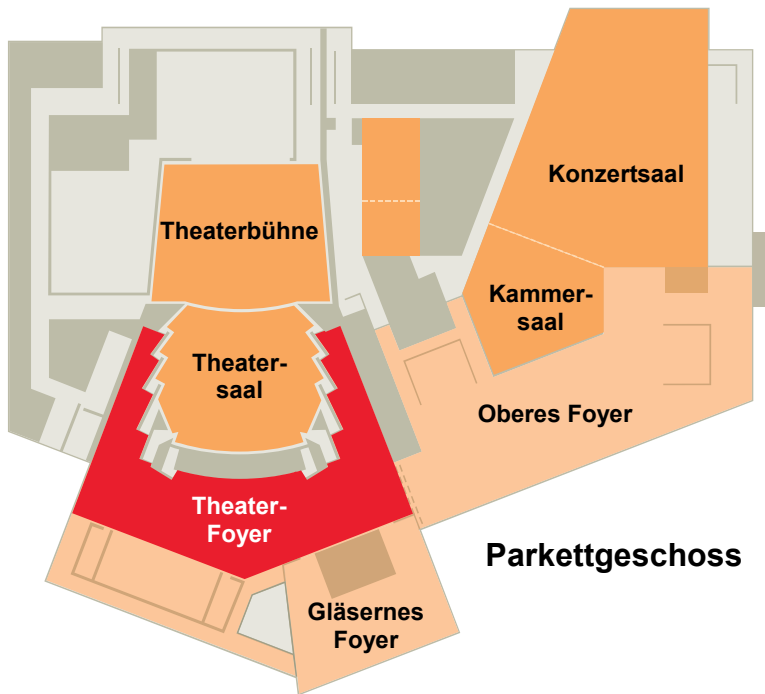 Konzertsaal
Theaterbühne
Kammer-
saal
Theater-
saal
Oberes Foyer
Theater-
Foyer
Parkettgeschoss
Gläsernes
Foyer